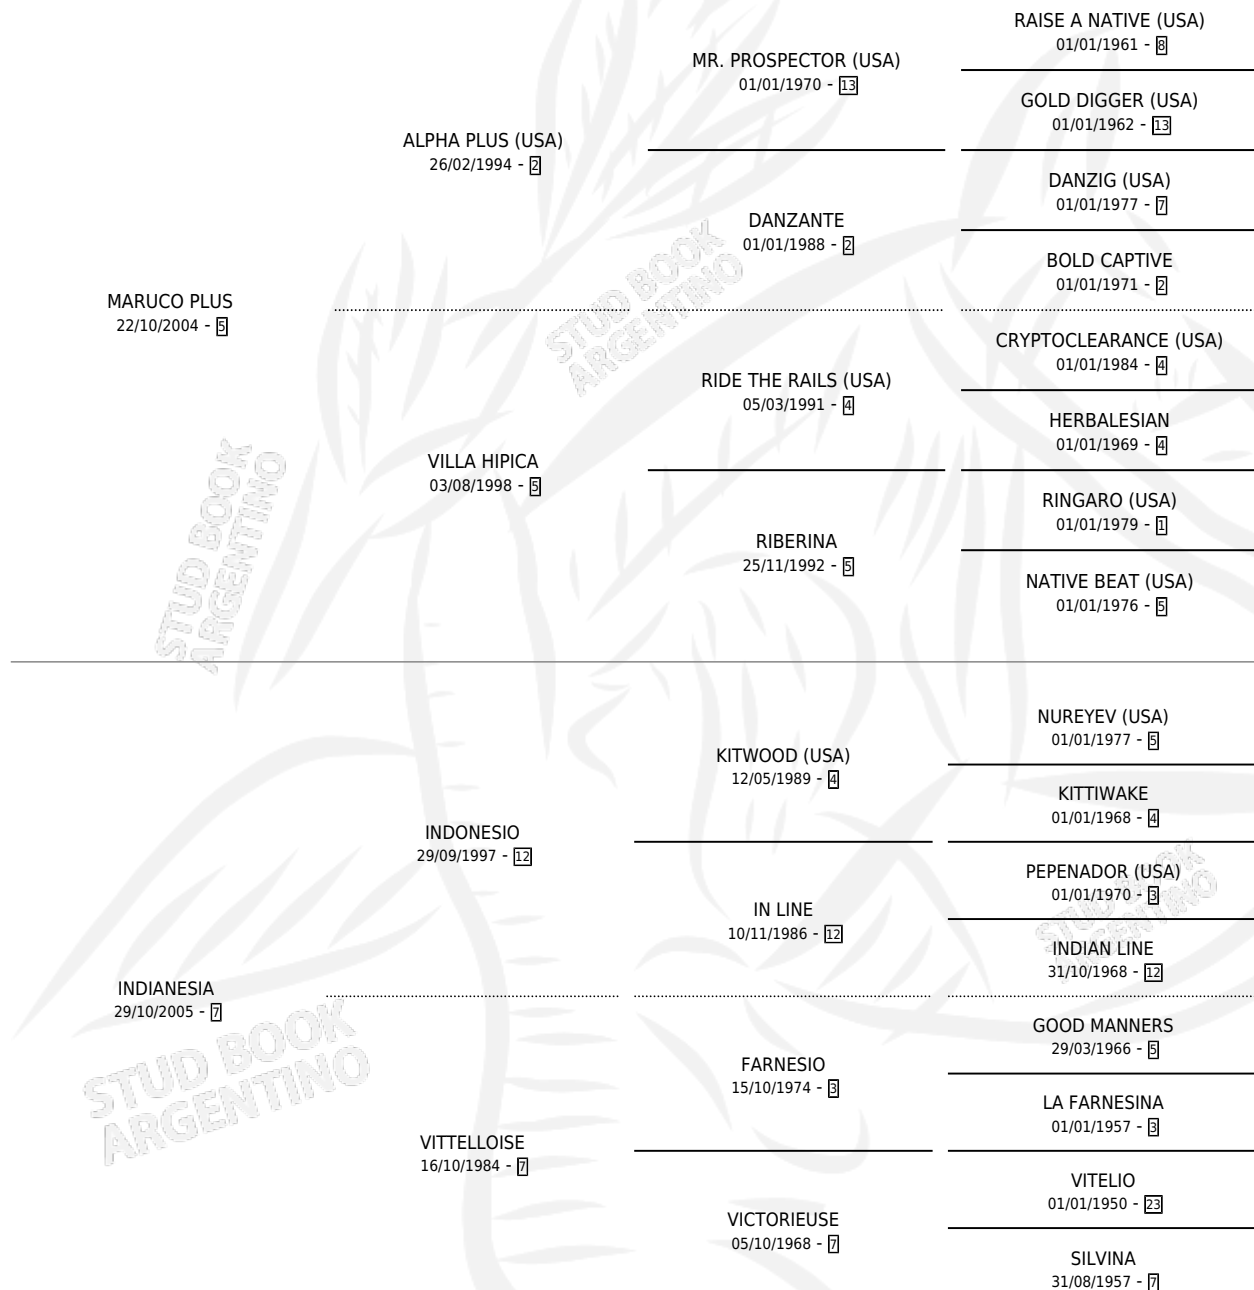 RAISE A NATIVE (USA)
01/01/1961 - 8
MR. PROSPECTOR (USA)
01/01/1970 - 13
GOLD DIGGER (USA)
01/01/1962 - 13
ALPHA PLUS (USA)
26/02/1994 - 2
DANZIG (USA)
01/01/1977 - 7
DANZANTE
01/01/1988 - 2
BOLD CAPTIVE
01/01/1971 - 2
MARUCO PLUS
22/10/2004 - 5
STUD BOOK
ARGENTINO
CRYPTOCLEARANCE (USA)
01/01/1984 - 4
RIDE THE RAILS (USA)
05/03/1991 - 4
HERBALESIAN
01/01/1969 - 4
VILLA HIPICA
03/08/1998 - 5
RINGARO (USA)
01/01/1979 - 1
RIBERINA
25/11/1992 - 5
NATIVE BEAT (USA)
01/01/1976 - 5
STUD BOOK
ARGENTINO
NUREYEV (USA)
01/01/1977 - 5
KITWOOD (USA)
12/05/1989 - 4
KITTIWAKE
01/01/1968 - 4
INDONESIO
29/09/1997 - 12
PEPENADOR (USA)
01/01/1970 - 3
IN LINE
10/11/1986 - 12
STUD BOOK
ARGENTINO
INDIAN LINE
31/10/1968 - 12
INDIANESIA
29/10/2005 - 7
STUD BOOK
ARGENTINO
GOOD MANNERS
29/03/1966 - 5
FARNESIO
15/10/1974 - 3
LA FARNESINA
01/01/1957 - 3
VITTELLOISE
16/10/1984 - 7
VITELIO
01/01/1950 - 23
VICTORIEUSE
05/10/1968 - 7
SILVINA
31/08/1957 - 7